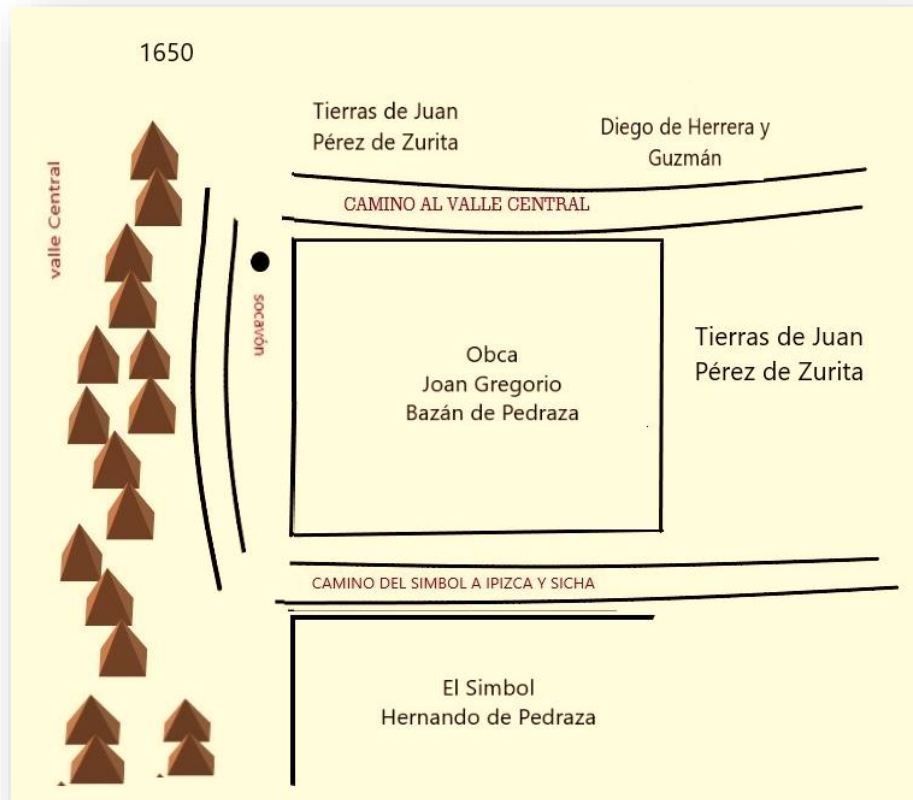 1650
Tierras de Juan
Pérez de Zurita
Diego de Herrera y
Guzmán
valle Central
CAMINO AL VALLE CENTRAL
socavón
Obca
Joan Gregorio
Bazán de Pedraza
Tierras de Juan
Pérez de Zurita
CAMINO DEL SIMBOL A IPIZCA Y SICHA
El Simbol
Hernando de Pedraza